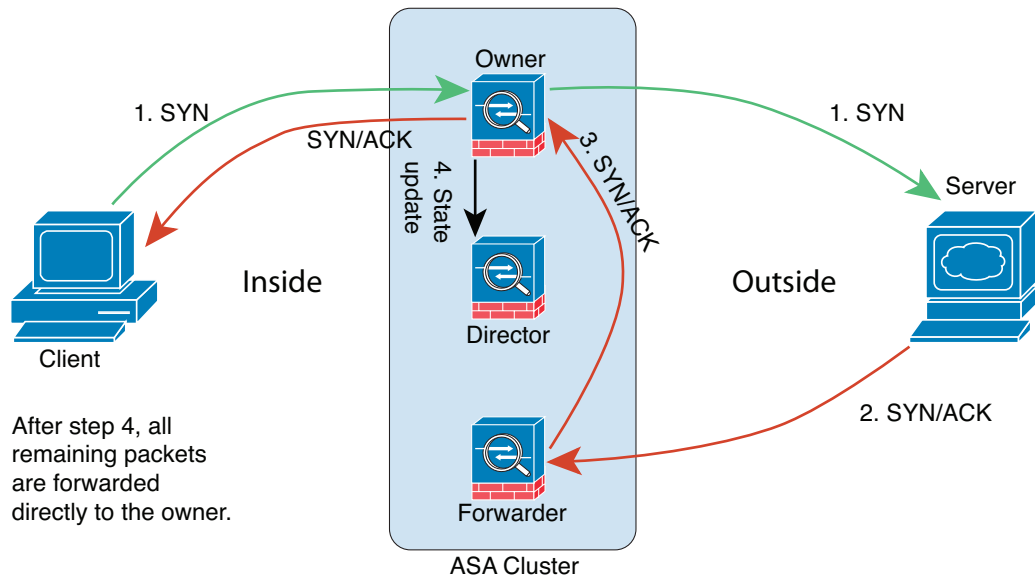 Owner
1. SYN
1. SYN
SYN/ACK
3. SYN/ACK
4. State
update
Server
Inside
Outside
Director
Client
2. SYN/ACK
After step 4, all
remaining packets
are forwarded
directly to the owner.
Forwarder
ASA Cluster